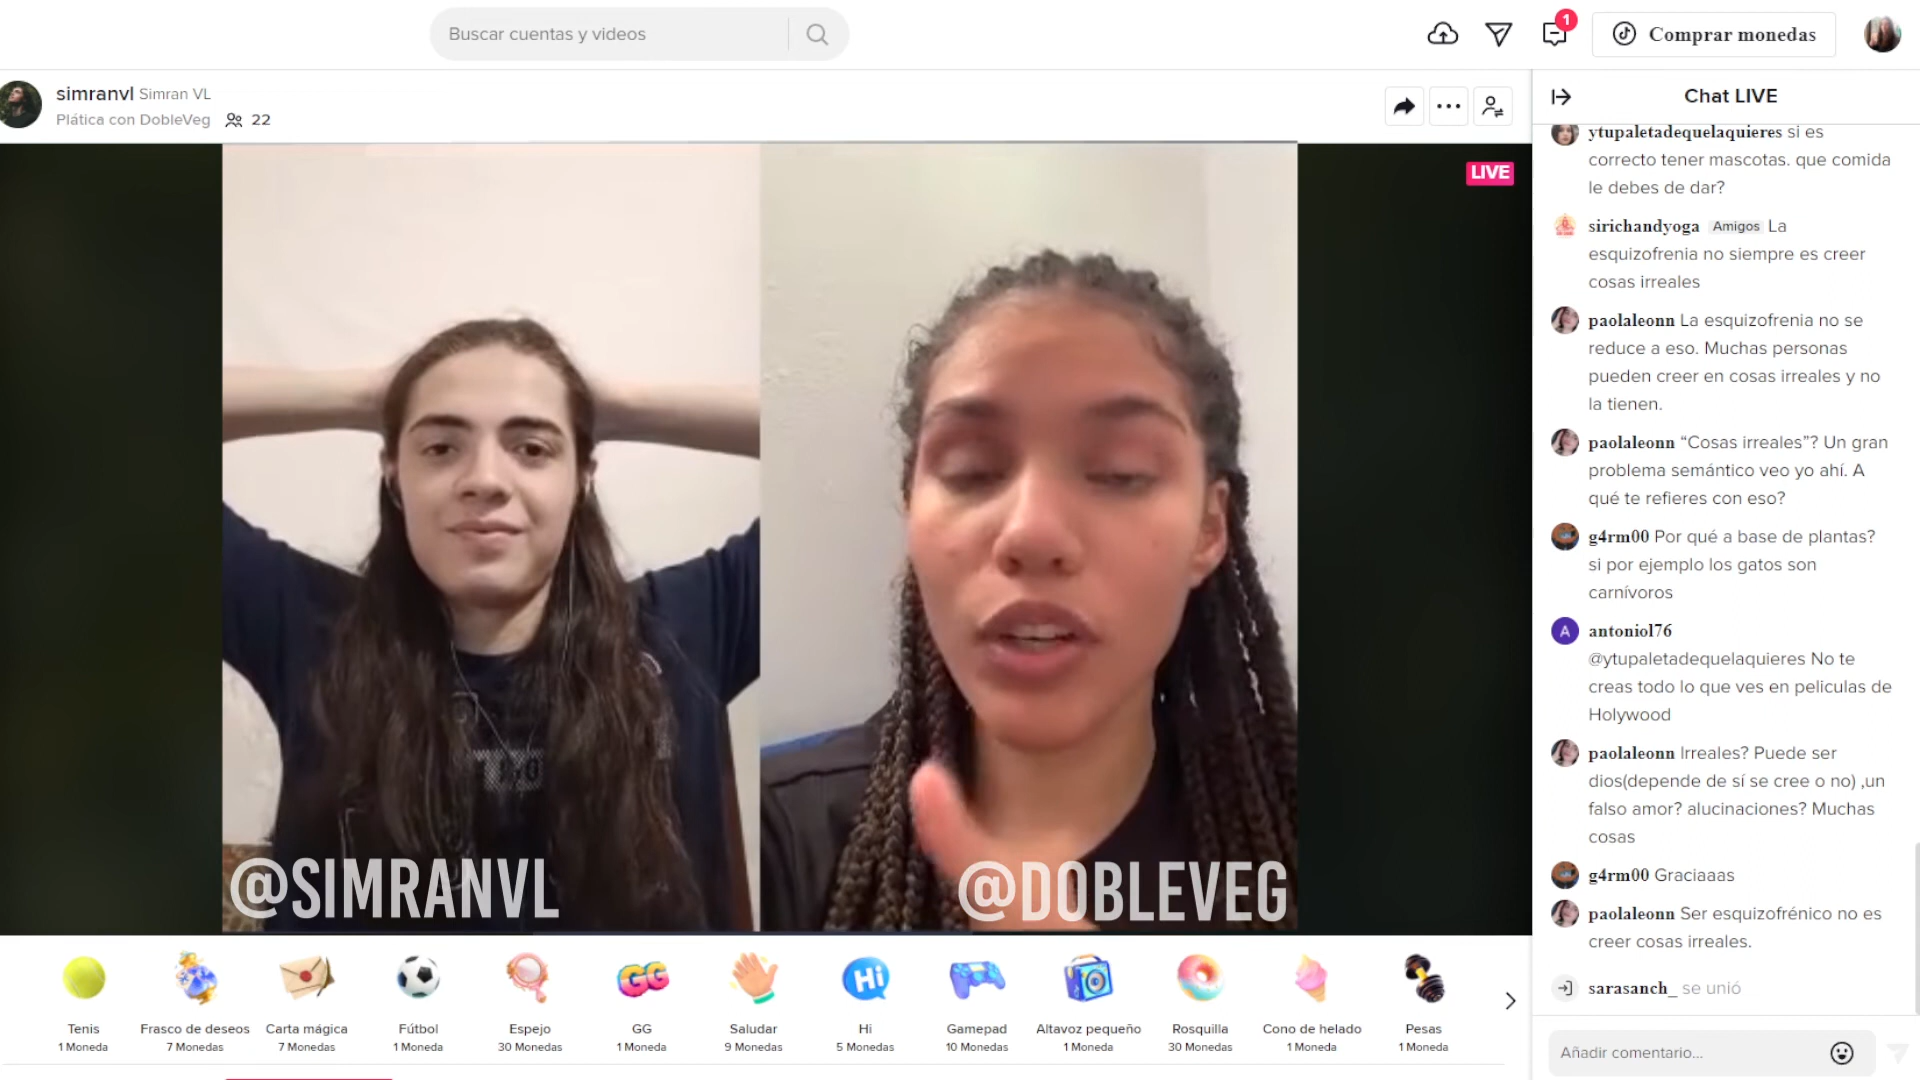 Buscar cuentas y videos
1
Comprar monedas
simranvl Simran VL
Plática con DobleVeg 22
LIVE
@SIMRANVL
@DOBLEVEG
Chat LIVE
ytupaletadequelaquieres si es
correcto tener mascotas. que comida
le debes de dar?
sirichandyoga Amigos La
esquizofrenia no siempre es creer
cosas irreales
paolaleonn La esquizofrenia no se
reduce a eso. Muchas personas
pueden creer en cosas irreales y no
la tienen.
paolaleonn “Cosas irreales”? Un gran
problema semántico veo yo ahí. A
qué te refieres con eso?
g4rm00 Por qué a base de plantas?
si por ejemplo los gatos son
carnívoros
A antoniol76
@ytupaletadequelaquieres No te
creas todo lo que ves en peliculas de
Holywood
paolaleonn Irreales? Puede ser
dios(depende de sí se cree o no) ,un
falso amor? alucinaciones? Muchas
cosas
g4rm00 Graciaaas
paolaleonn Ser esquizofrénico no es
creer cosas irreales.
sarasanch_ se unió
Añadir comentario...
GG
Hi
Tenis Frasco de deseos Carta mágica Fútbol Espejo GG Saludar Hi Gamepad Altavoz pequeño Rosquilla Cono de helado Pesas
1 Moneda 7 Monedas 7 Monedas 1 Moneda 30 Monedas 1 Moneda 9 Monedas 5 Monedas 10 Monedas 1 Moneda 30 Monedas 1 Moneda 1 Moneda